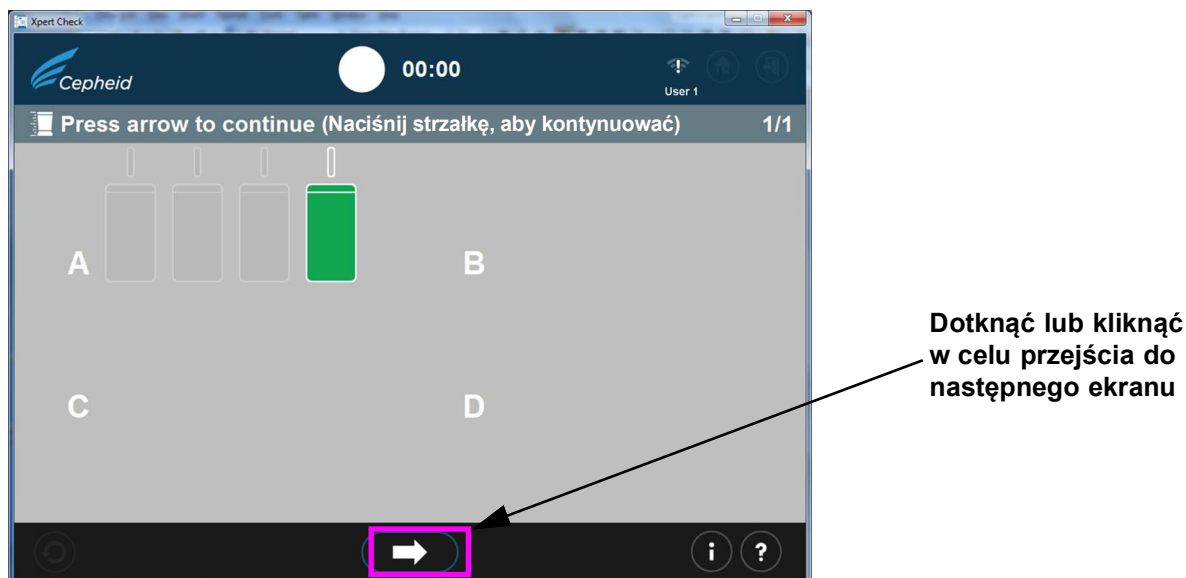 Xpert Check
Cepheid
00:00
User 1
Press arrow to continue (Naciśnij strzałkę, aby kontynuować) 1/1
A
B
Dotknąć lub kliknąć
w celu przejścia do
następnego ekranu
C
D
i ?